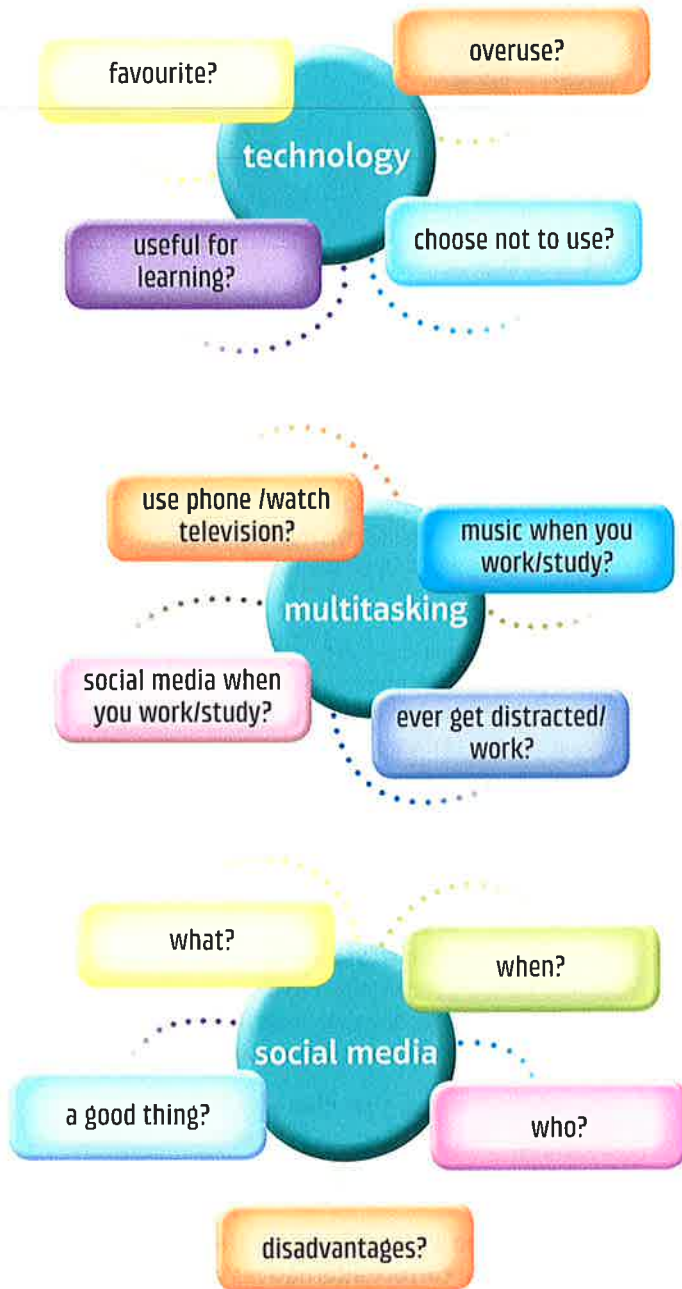 favourite?
overuse?
technology
useful for
learning?
choose not to use?
use phone /watch
television?
music when you
work/study?
multitasking
social media when
you work/study?
ever get distracted/
work?
what?
when?
social media
a good thing?
who?
disadvantages?